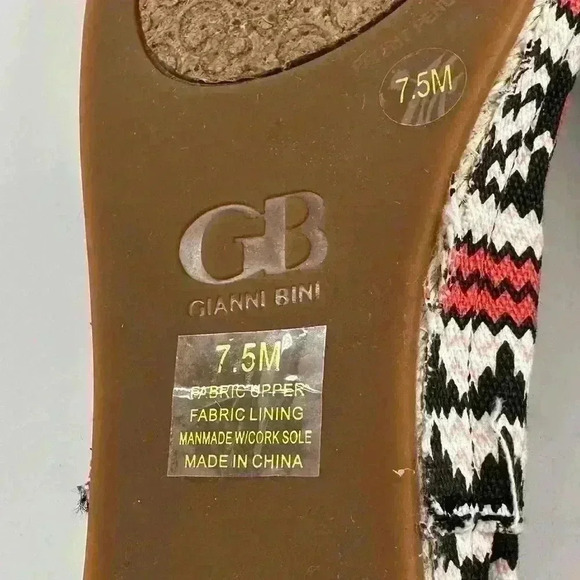 7.5M
GB
GIANNI BINI
7.5M
FABRIC UPPER
FABRIC LINING
MANMADE W/CORK SOLE
MADE IN CHINA